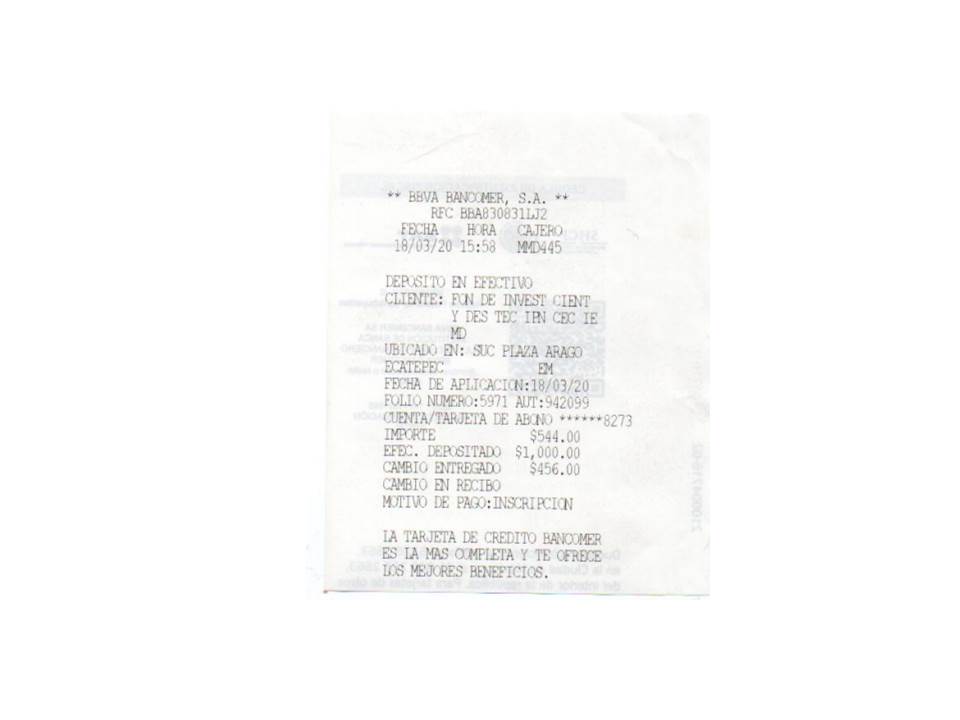 ** BBVA BANCOMER, S.A. **
RFC BBA830831LJ2
FECHA HORA CAJERO
18/03/20 15:58 MMD445
DEPOSITO EN EFECTIVO
CLIENTE: FON DE INVEST CIENT
Y DES TEC IPN CEC IE
MD
UBICADO EN: SUC PLAZA ARAGO
ECATEPEC EM
FECHA DE APLICACION:18/03/20
FOLIO NUMERO:5971 AUT:942099
CUENTA/TARJETA DE ABONO ******8273
IMPORTE $544.00
EFEC. DEPOSITADO $1,000.00
CAMBIO ENTREGADO $456.00
CAMBIO EN RECIBO
MOTIVO DE PAGO:INSCRIPCION
LA TARJETA DE CREDITO BANCOMER
ES LA MAS COMPLETA Y TE OFRECE
LOS MEJORES BENEFICIOS.